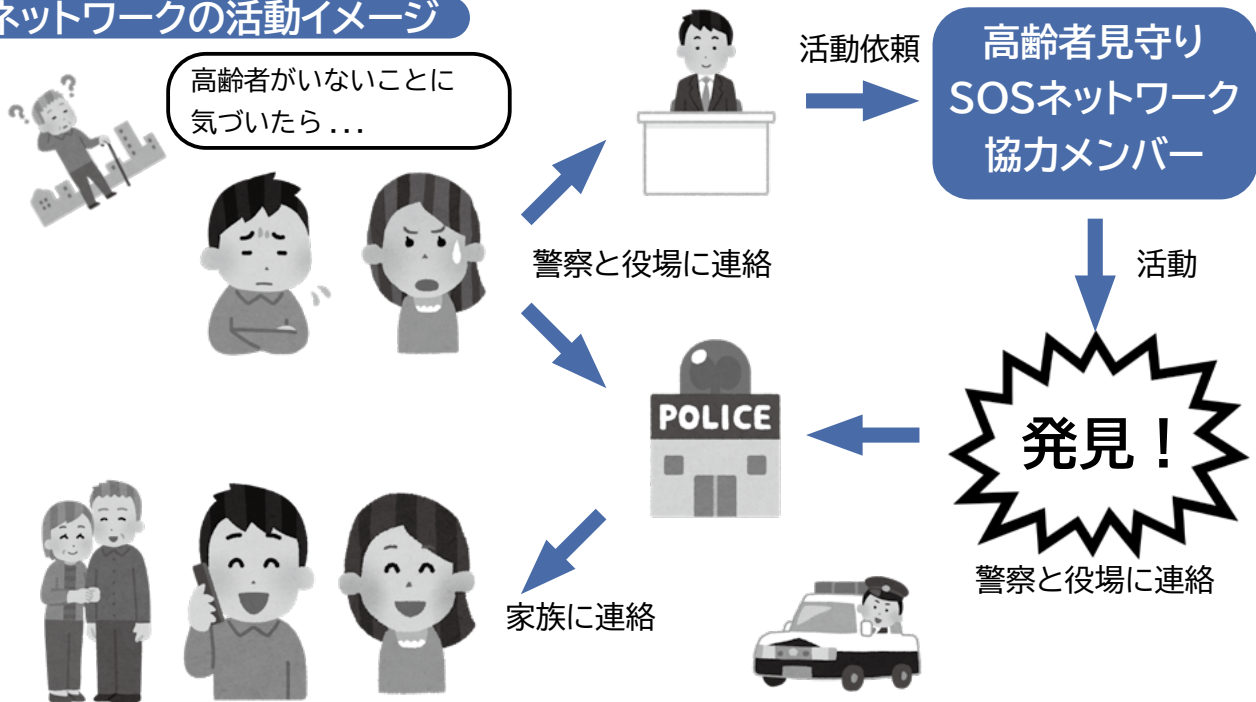 ネットワークの活動イメージ
高齢者がいないことに
気づいたら...
活動依頼
高齢者見守り
SOSネットワーク
協力メンバー
警察と役場に連絡
活動
POLICE
発見！
警察と役場に連絡
家族に連絡